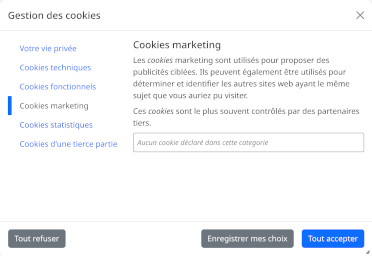 Gestion des cookies
Votre vie privée
Cookies techniques
Cookies fonctionnels
Cookies marketing
Cookies statistiques
Cookies d'une tierce partie
Cookies marketing
Les cookies marketing sont utilisés pour proposer des
publicités ciblées. Ils peuvent également être utilisés pour
déterminer et identifier les autres sites web ayant le même
sujet que vous auriez pu visiter.
Ces cookies sont le plus souvent contrôlés par des partenaires
tiers.
Aucun cookie déclaré dans cette categorie
Tout refuser
Enregistrer mes choix
Tout accepter